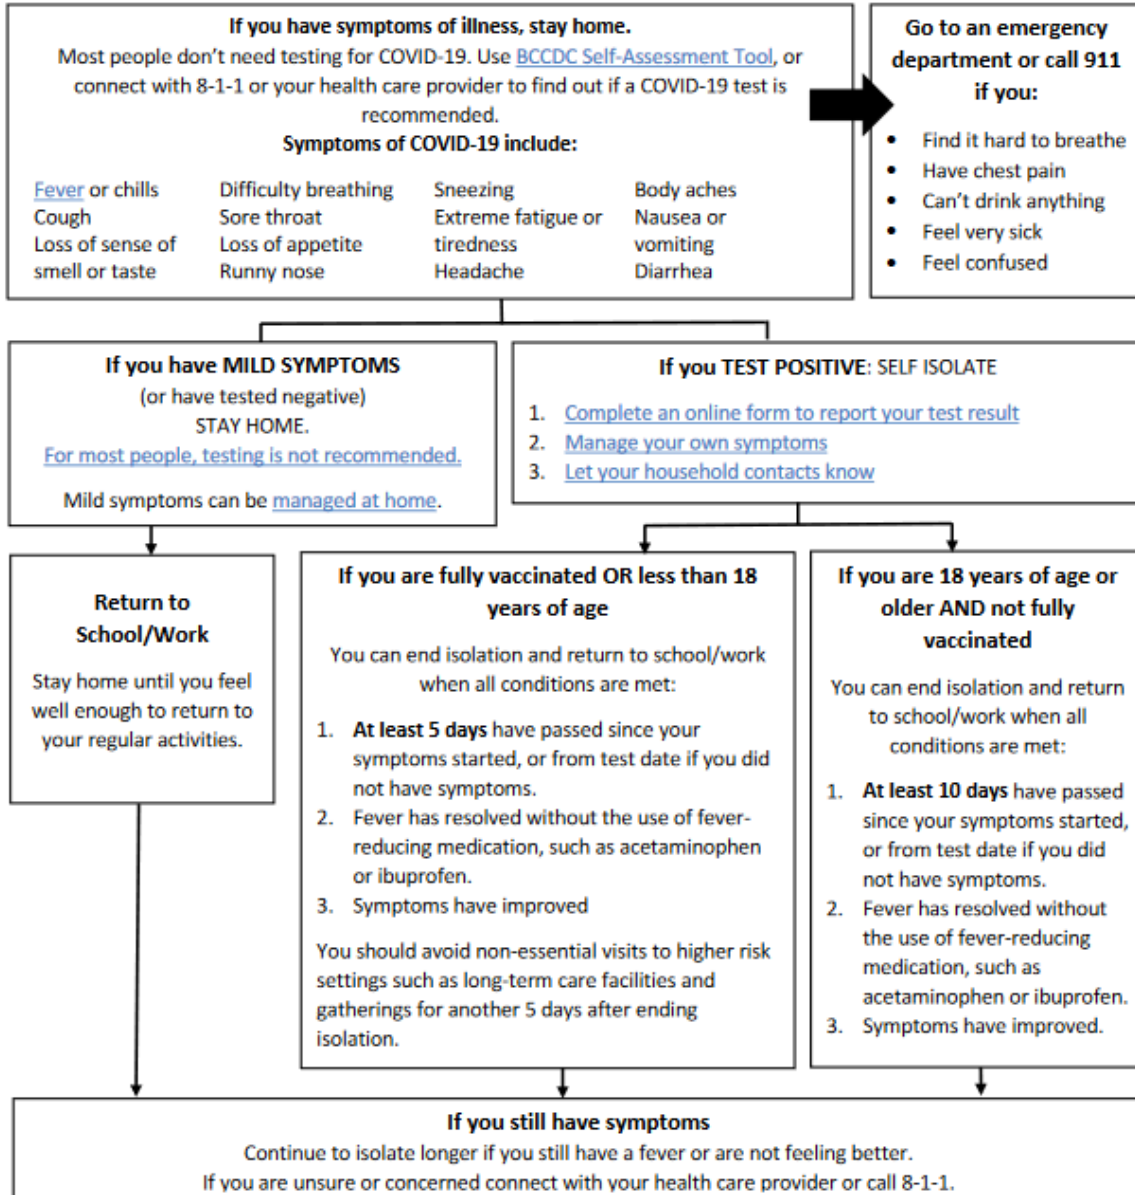 If you have symptoms of illness, stay home.
Most people don't need testing for COVID-19. Use BCCDC Self-Assessment Tool, or
connect with 8-1-1 or your health care provider to find out if a COVID-19 test is
recommended.
Symptoms of COVID-19 include:
Fever or chills
Cough
Loss of sense of
smell or taste
Difficulty breathing
Sore throat
Loss of appetite
Runny nose
Sneezing
Extreme fatigue or
tiredness
Headache
Body aches
Nausea or
vomiting
Diarrhea
Go to an emergency
department or call 911
if you:
• Find it hard to breathe
• Have chest pain
• Can't drink anything
• Feel very sick
• Feel confused
If you have MILD SYMPTOMS
(or have tested negative)
STAY HOME.
For most people, testing is not recommended.
Mild symptoms can be managed at home.
If you TEST POSITIVE: SELF ISOLATE
1. Complete an online form to report your test result
2. Manage your own symptoms
3. Let your household contacts know
Return to
School/Work
Stay home until you feel
well enough to return to
your regular activities.
If you are fully vaccinated OR less than 18
years of age
You can end isolation and return to school/work
when all conditions are met:
1. At least 5 days have passed since your
symptoms started, or from test date if you did
not have symptoms.
2. Fever has resolved without the use of fever-
reducing medication, such as acetaminophen
or ibuprofen.
3. Symptoms have improved
You should avoid non-essential visits to higher risk
settings such as long-term care facilities and
gatherings for another 5 days after ending
isolation.
If you are 18 years of age or
older AND not fully
vaccinated
You can end isolation and return
to school/work when all
conditions are met:
1. At least 10 days have passed
since your symptoms started,
or from test date if you did
not have symptoms.
2. Fever has resolved without
the use of fever-reducing
medication, such as
acetaminophen or ibuprofen.
3. Symptoms have improved.
If you still have symptoms
Continue to isolate longer if you still have a fever or are not feeling better.
If you are unsure or concerned connect with your health care provider or call 8-1-1.